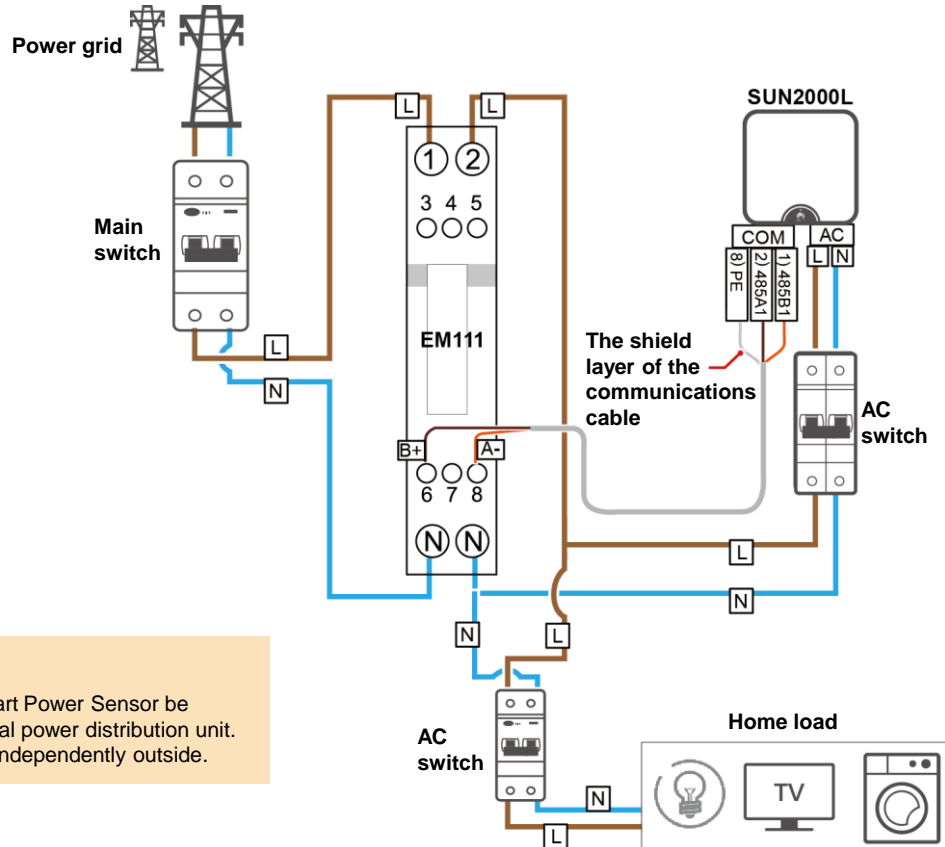 Power grid
L
L
SUN2000L
1
2
3 4 5
Main
switch
COM
AC
L
N
8) PE
2) 485A1
1) 485B1
EM111
The shield
layer of the
communications
cable
L
N
AC
switch
B+
A-
6 7 8
N
N
L
N
N
L
art Power Sensor be
al power distribution unit.
ndependently outside.
AC
switch
Home load
TV
N
L